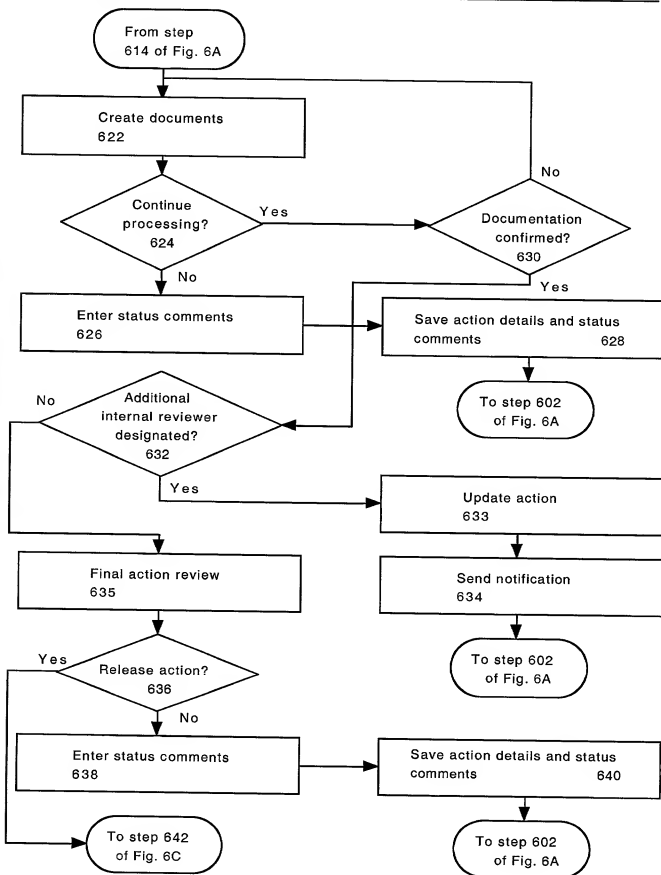 From step
614 of Fig. 6A
Create documents
622
No
Continue
processing?
624
Yes
Documentation
confirmed?
630
No
Yes
Enter status comments
626
Save action details and status
comments 628
No
Additional
internal reviewer
designated?
632
To step 602
of Fig. 6A
Yes
Update action
633
Final action review
635
Send notification
634
Yes
Release action?
636
To step 602
of Fig. 6A
No
Enter status comments
638
Save action details and status
comments 640
To step 642
of Fig. 6C
To step 602
of Fig. 6A